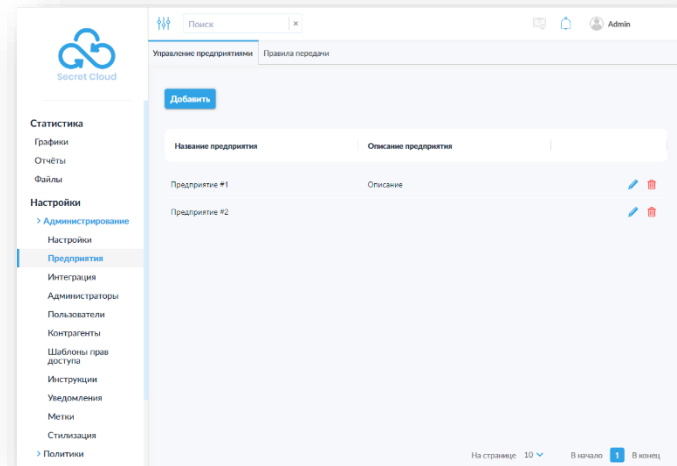 Поиск
×
Admin
Secret Cloud
Управление предприятиями
Правила передачи
Добавить
Статистика
Графики
Отчёты
Файлы
Настройки
> Администрирование
Настройки
Предприятия
Интеграция
Администраторы
Пользователи
Контрагенты
Шаблоны прав
доступа
Инструкции
Уведомления
Метки
Стилизация
> Политики
Название предприятия
Описание предприятия
Предприятие #1
Описание
Предприятие #2
На странице 10
В начало 1 В конец